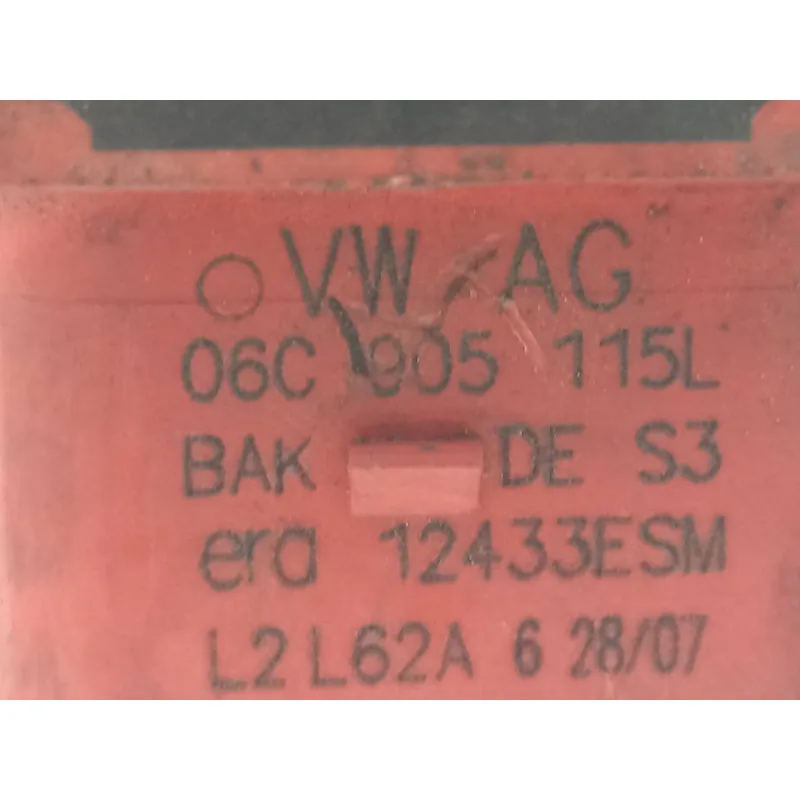 VW AG
06C 905 115L
BAK DE S3
era 12433ESM
L2 L62A 6 28/07